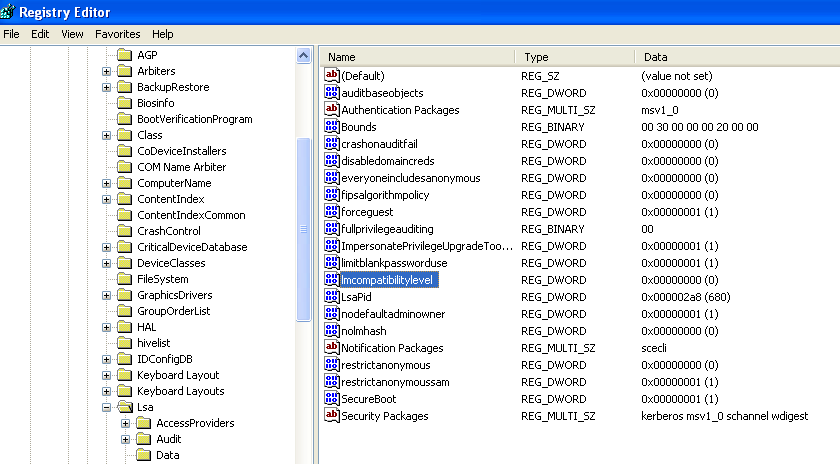 Registry Editor
File Edit View Favorites Help
AGP
Arbiters
BackupRestore
Biosinfo
BootVerificationProgram
Class
CoDeviceInstallers
COM Name Arbiter
ComputerName
ContentIndex
ContentIndexCommon
CrashControl
CriticalDeviceDatabase
DeviceClasses
FileSystem
GraphicsDrivers
GroupOrderList
HAL
hivelist
IDConfigDB
Keyboard Layout
Keyboard Layouts
Lsa
AccessProviders
Audit
Data
Name Type Data
(Default) REG_SZ (value not set)
auditbaseobjects REG_DWORD 0x00000000 (0)
Authentication Packages REG_MULTI_SZ msv1_0
Bounds REG_BINARY 00 30 00 00 00 20 00 00
crashonauditfail REG_DWORD 0x00000000 (0)
disabledomaincreds REG_DWORD 0x00000000 (0)
everyoneincludesanonymous REG_DWORD 0x00000000 (0)
fipsalgorithmpolicy REG_DWORD 0x00000000 (0)
forceguest REG_DWORD 0x00000001 (1)
fullprivilegeauditing REG_BINARY 00
ImpersonatePrivilegeUpgradeToo... REG_DWORD 0x00000001 (1)
limitblankpassworduse REG_DWORD 0x00000001 (1)
lmcompatibilitylevel REG_DWORD 0x00000000 (0)
LsaPid REG_DWORD 0x000002a8 (680)
nodefaultadminowner REG_DWORD 0x00000001 (1)
nolmhash REG_DWORD 0x00000000 (0)
Notification Packages REG_MULTI_SZ scecli
restrictanonymous REG_DWORD 0x00000000 (0)
restrictanonymoussam REG_DWORD 0x00000001 (1)
SecureBoot REG_DWORD 0x00000001 (1)
Security Packages REG_MULTI_SZ kerberos msv1_0 schannel wdigest